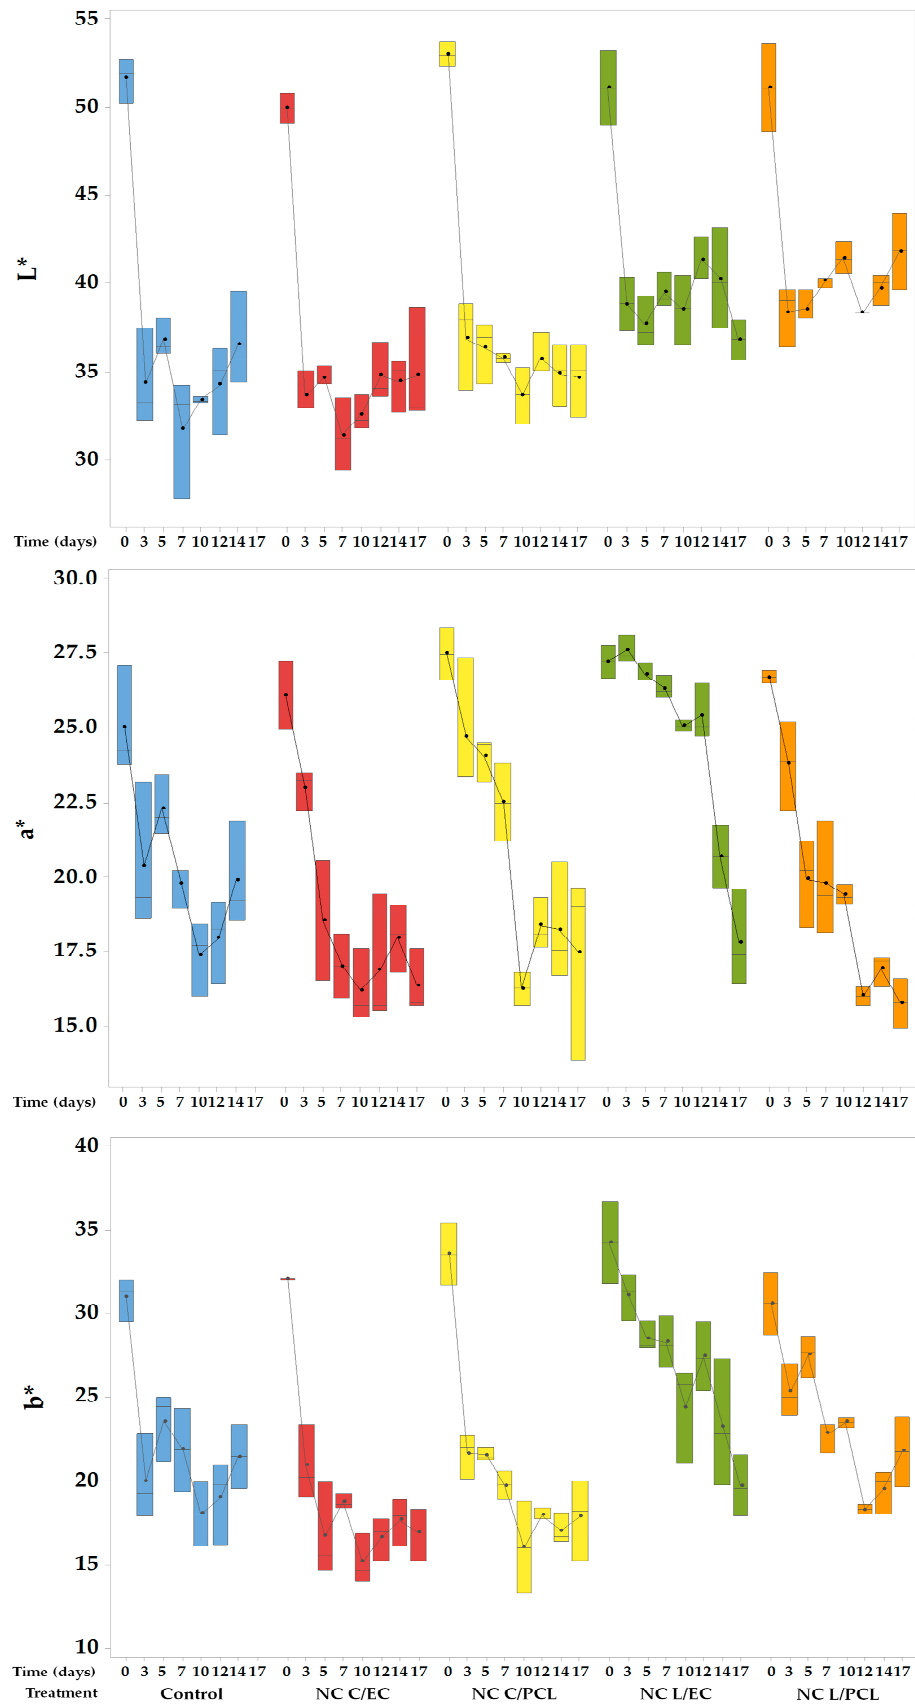 55
50
45
40
35
30
L*
Time (days) 0 3 5 7 10 12 14 17 0 3 5 7 10 12 14 17 0 3 5 7 10 12 14 17 0 3 5 7 10 12 14 17 0 3 5 7 10 12 14 17
30.0
27.5
25.0
22.5
20.0
17.5
15.0
a*
Time (days) 0 3 5 7 10 12 14 17 0 3 5 7 10 12 14 17 0 3 5 7 10 12 14 17 0 3 5 7 10 12 14 17 0 3 5 7 10 12 14 17
40
35
30
25
20
15
10
b*
Time (days) 0 3 5 7 10 12 14 17 0 3 5 7 10 12 14 17 0 3 5 7 10 12 14 17 0 3 5 7 10 12 14 17 0 3 5 7 10 12 14 17
Treatment Control NC C/EC NC C/PCL NC L/EC NC L/PCL